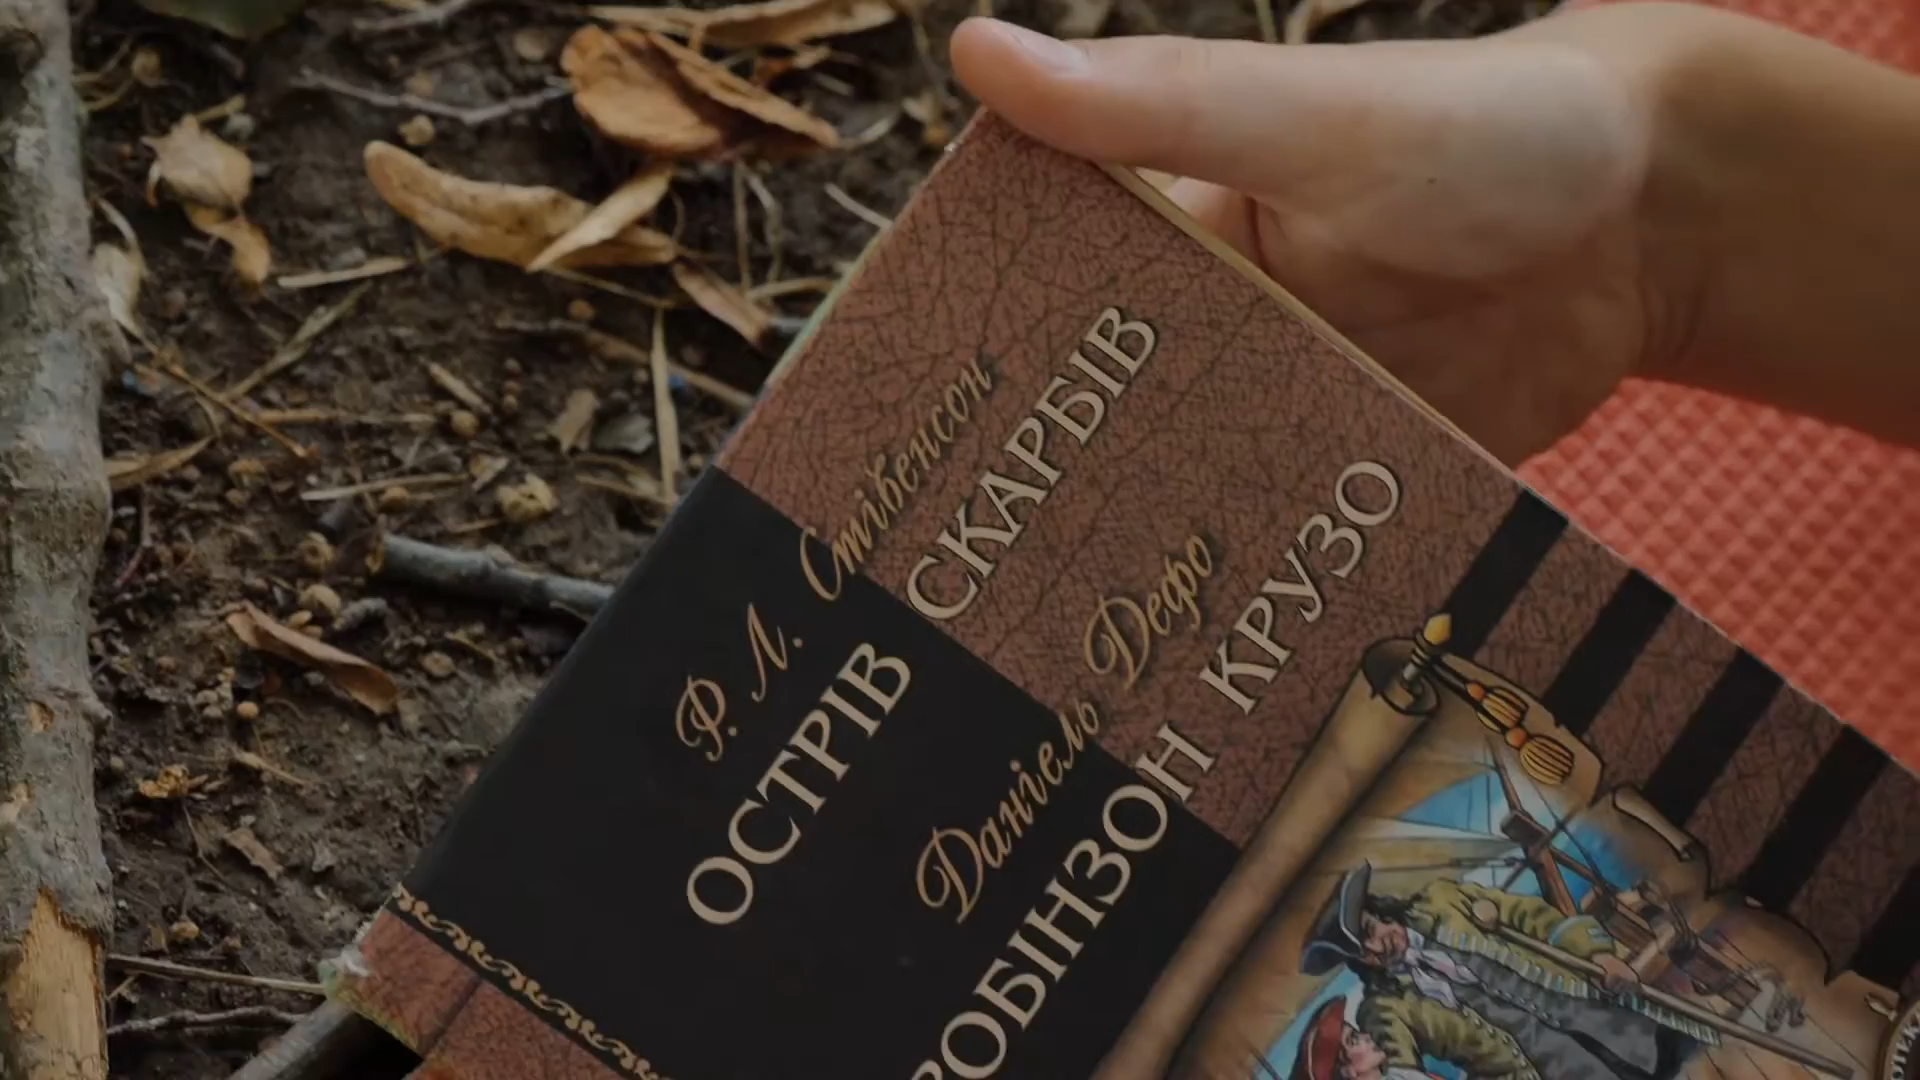 Р. Л. Стівенсон
ОСТРІВ СКАРБІВ
Даніель Дефо
РОБІНЗОН КРУЗО